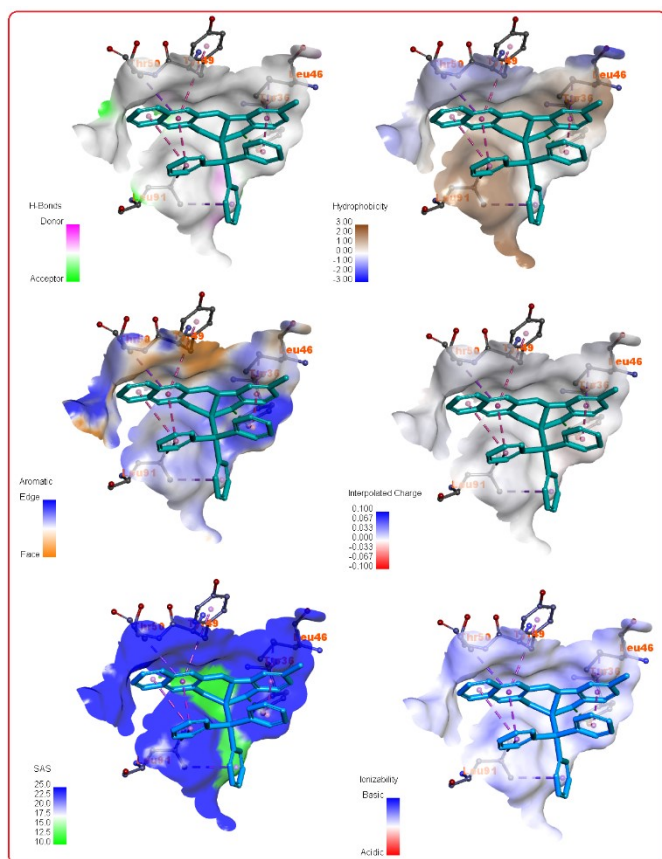 Leu46
H-Bonds
Donor
Acceptor
Leu91
eu46
Hydrophobicity
3.00
2.00
1.00
0.00
-1.00
-2.00
-3.00
eu46
Aromatic
Edge
Face
eu46
Interpolated Charge
0.100
0.067
0.033
0.000
-0.033
-0.067
-0.100
Leu46
SAS
25.0
22.5
20.0
17.5
15.0
12.5
10.0
eu46
Ionizability
Basic
Acidic